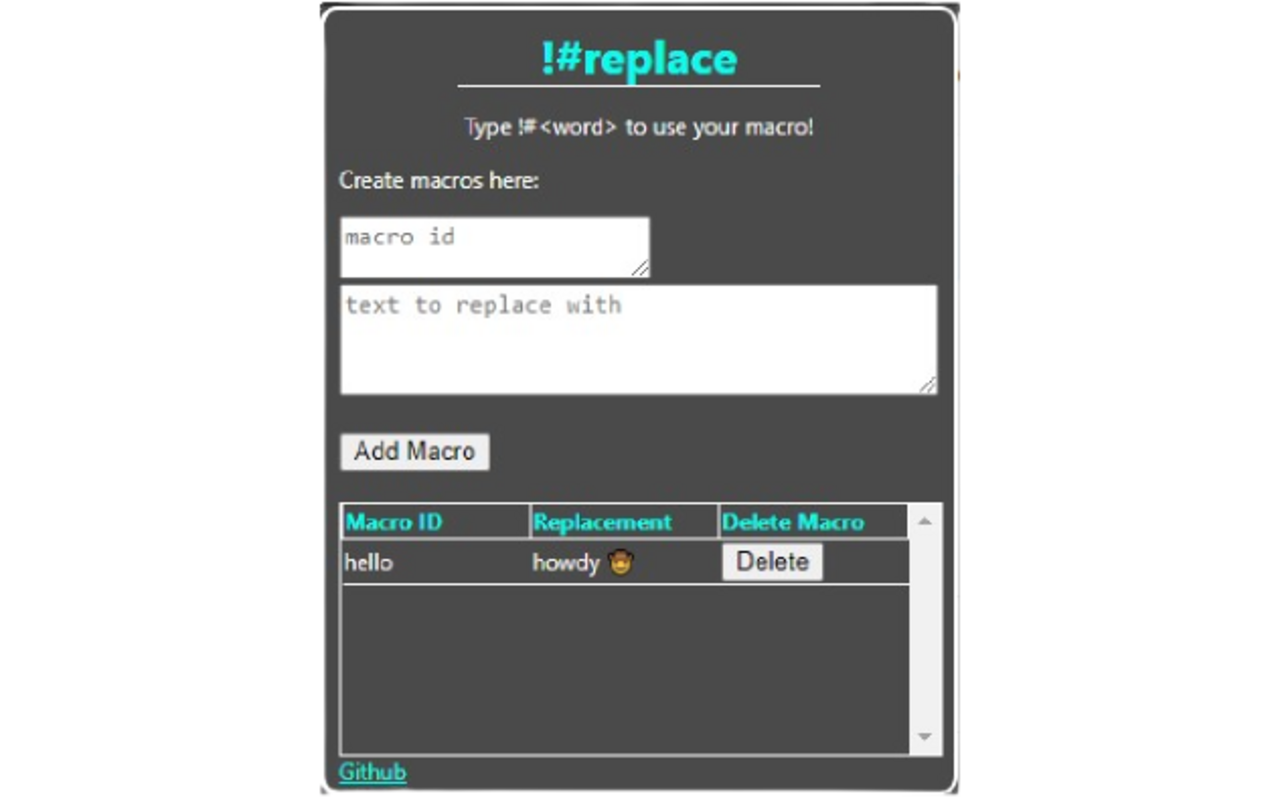 !#replace
Type !#<word> to use your macro!
Create macros here:
macro id
text to replace with
Add Macro
Macro ID Replacement Delete Macro
hello howdy 🤠 Delete
Github